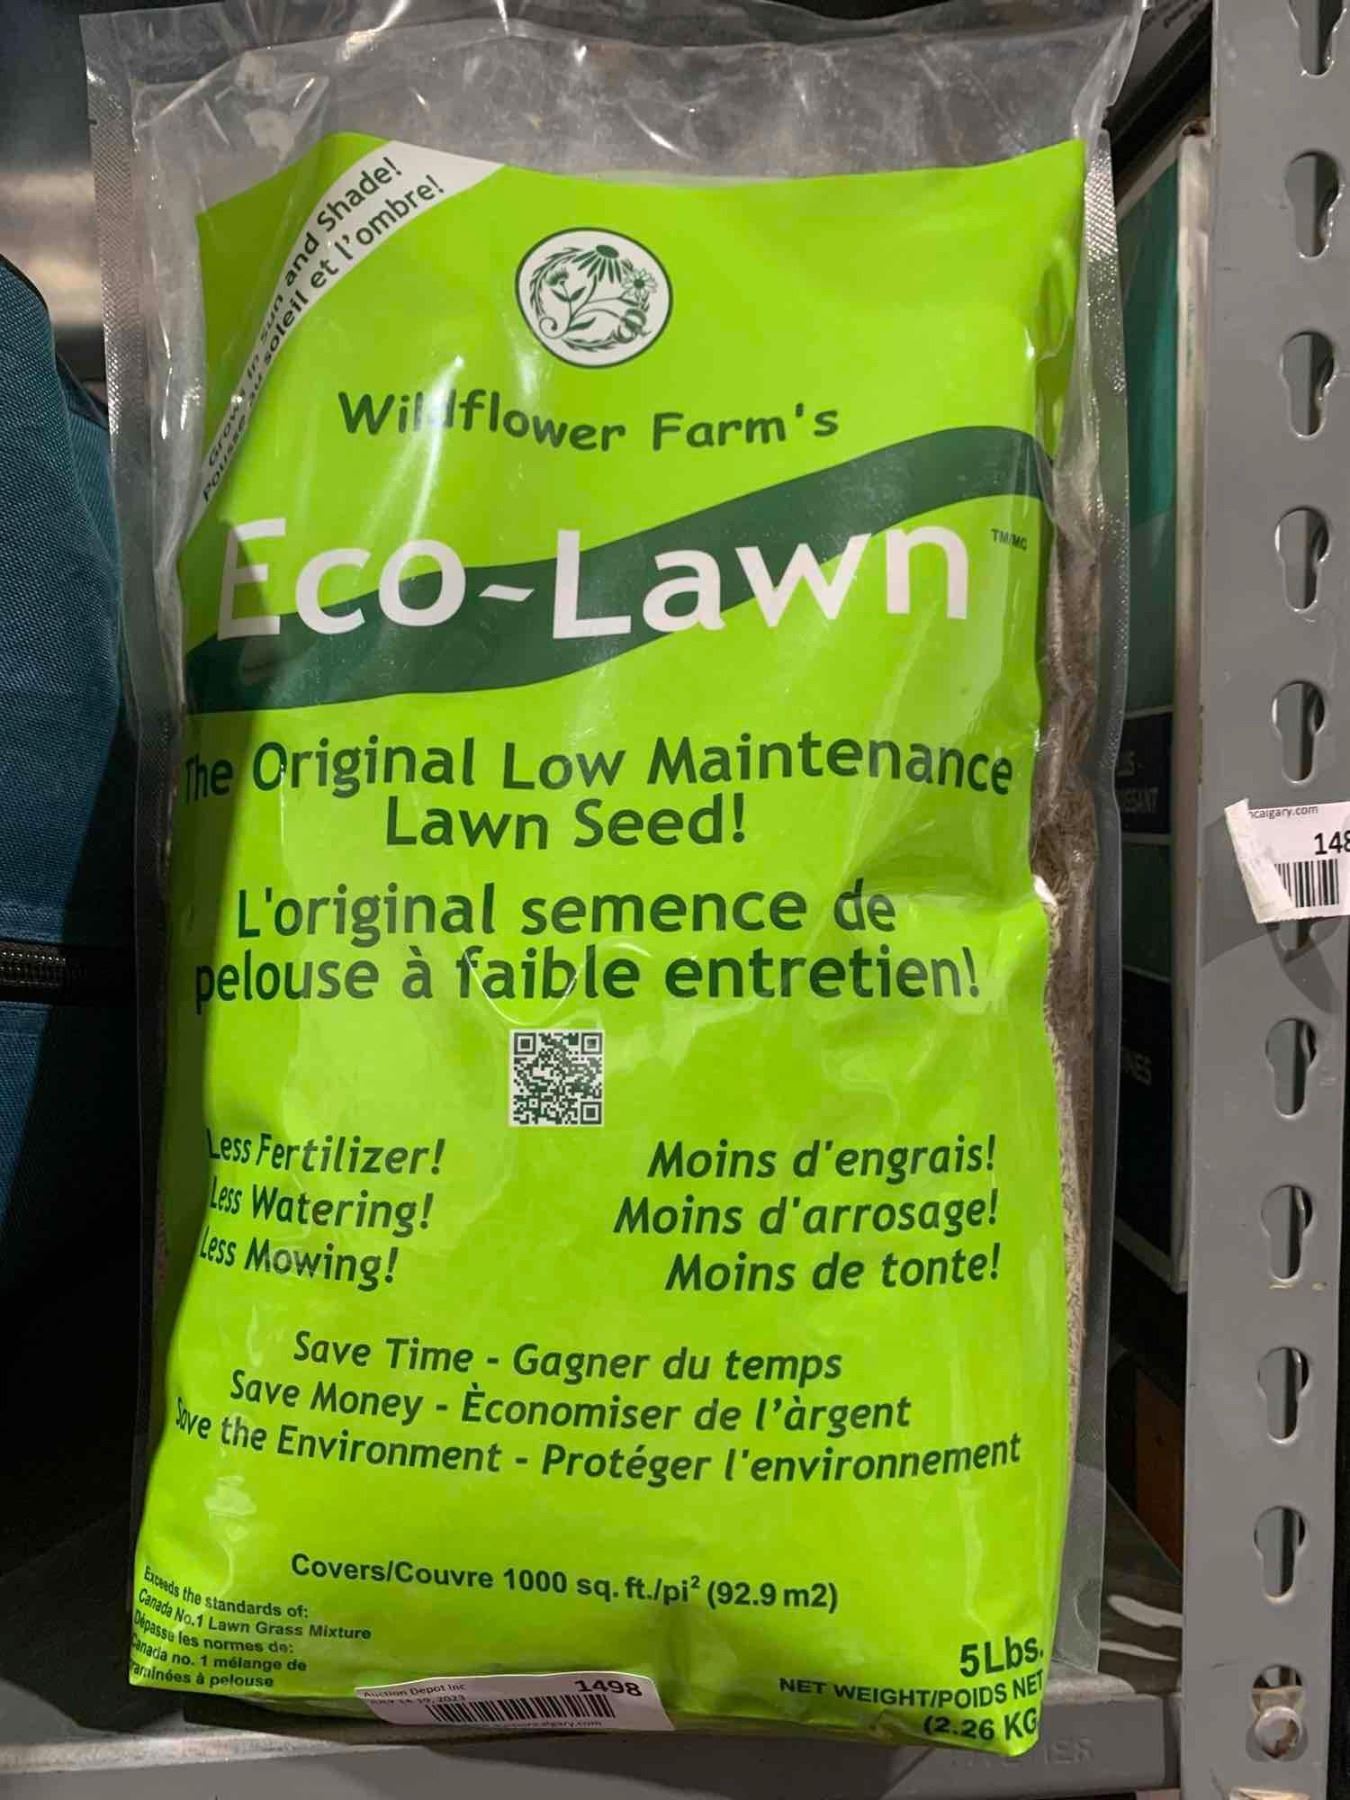 Grows in Sun and Shade!
Pousse au soleil et l'ombre!
Wildflower Farm's
Eco~Lawn
TM/MC
The Original Low Maintenance
Lawn Seed!
L'original semence de
pelouse à faible entretien!
Less Fertilizer!
Less Watering!
Less Mowing!
Moins d'engrais!
Moins d'arrosage!
Moins de tonte!
Save Time - Gagner du temps
Save Money - Èconomiser de l'àrgent
Save the Environment - Protéger l'environnement
Covers/Couvre 1000 sq. ft./pi² (92.9 m2)
Exceeds the standards of:
Canada No.1 Lawn Grass Mixture
Dépasse les normes de:
Canada no. 1 mélange de
graminées à pelouse
5Lbs.
NET WEIGHT/POIDS NET
(2.26 KG
Auction Depot Inc
1498
148